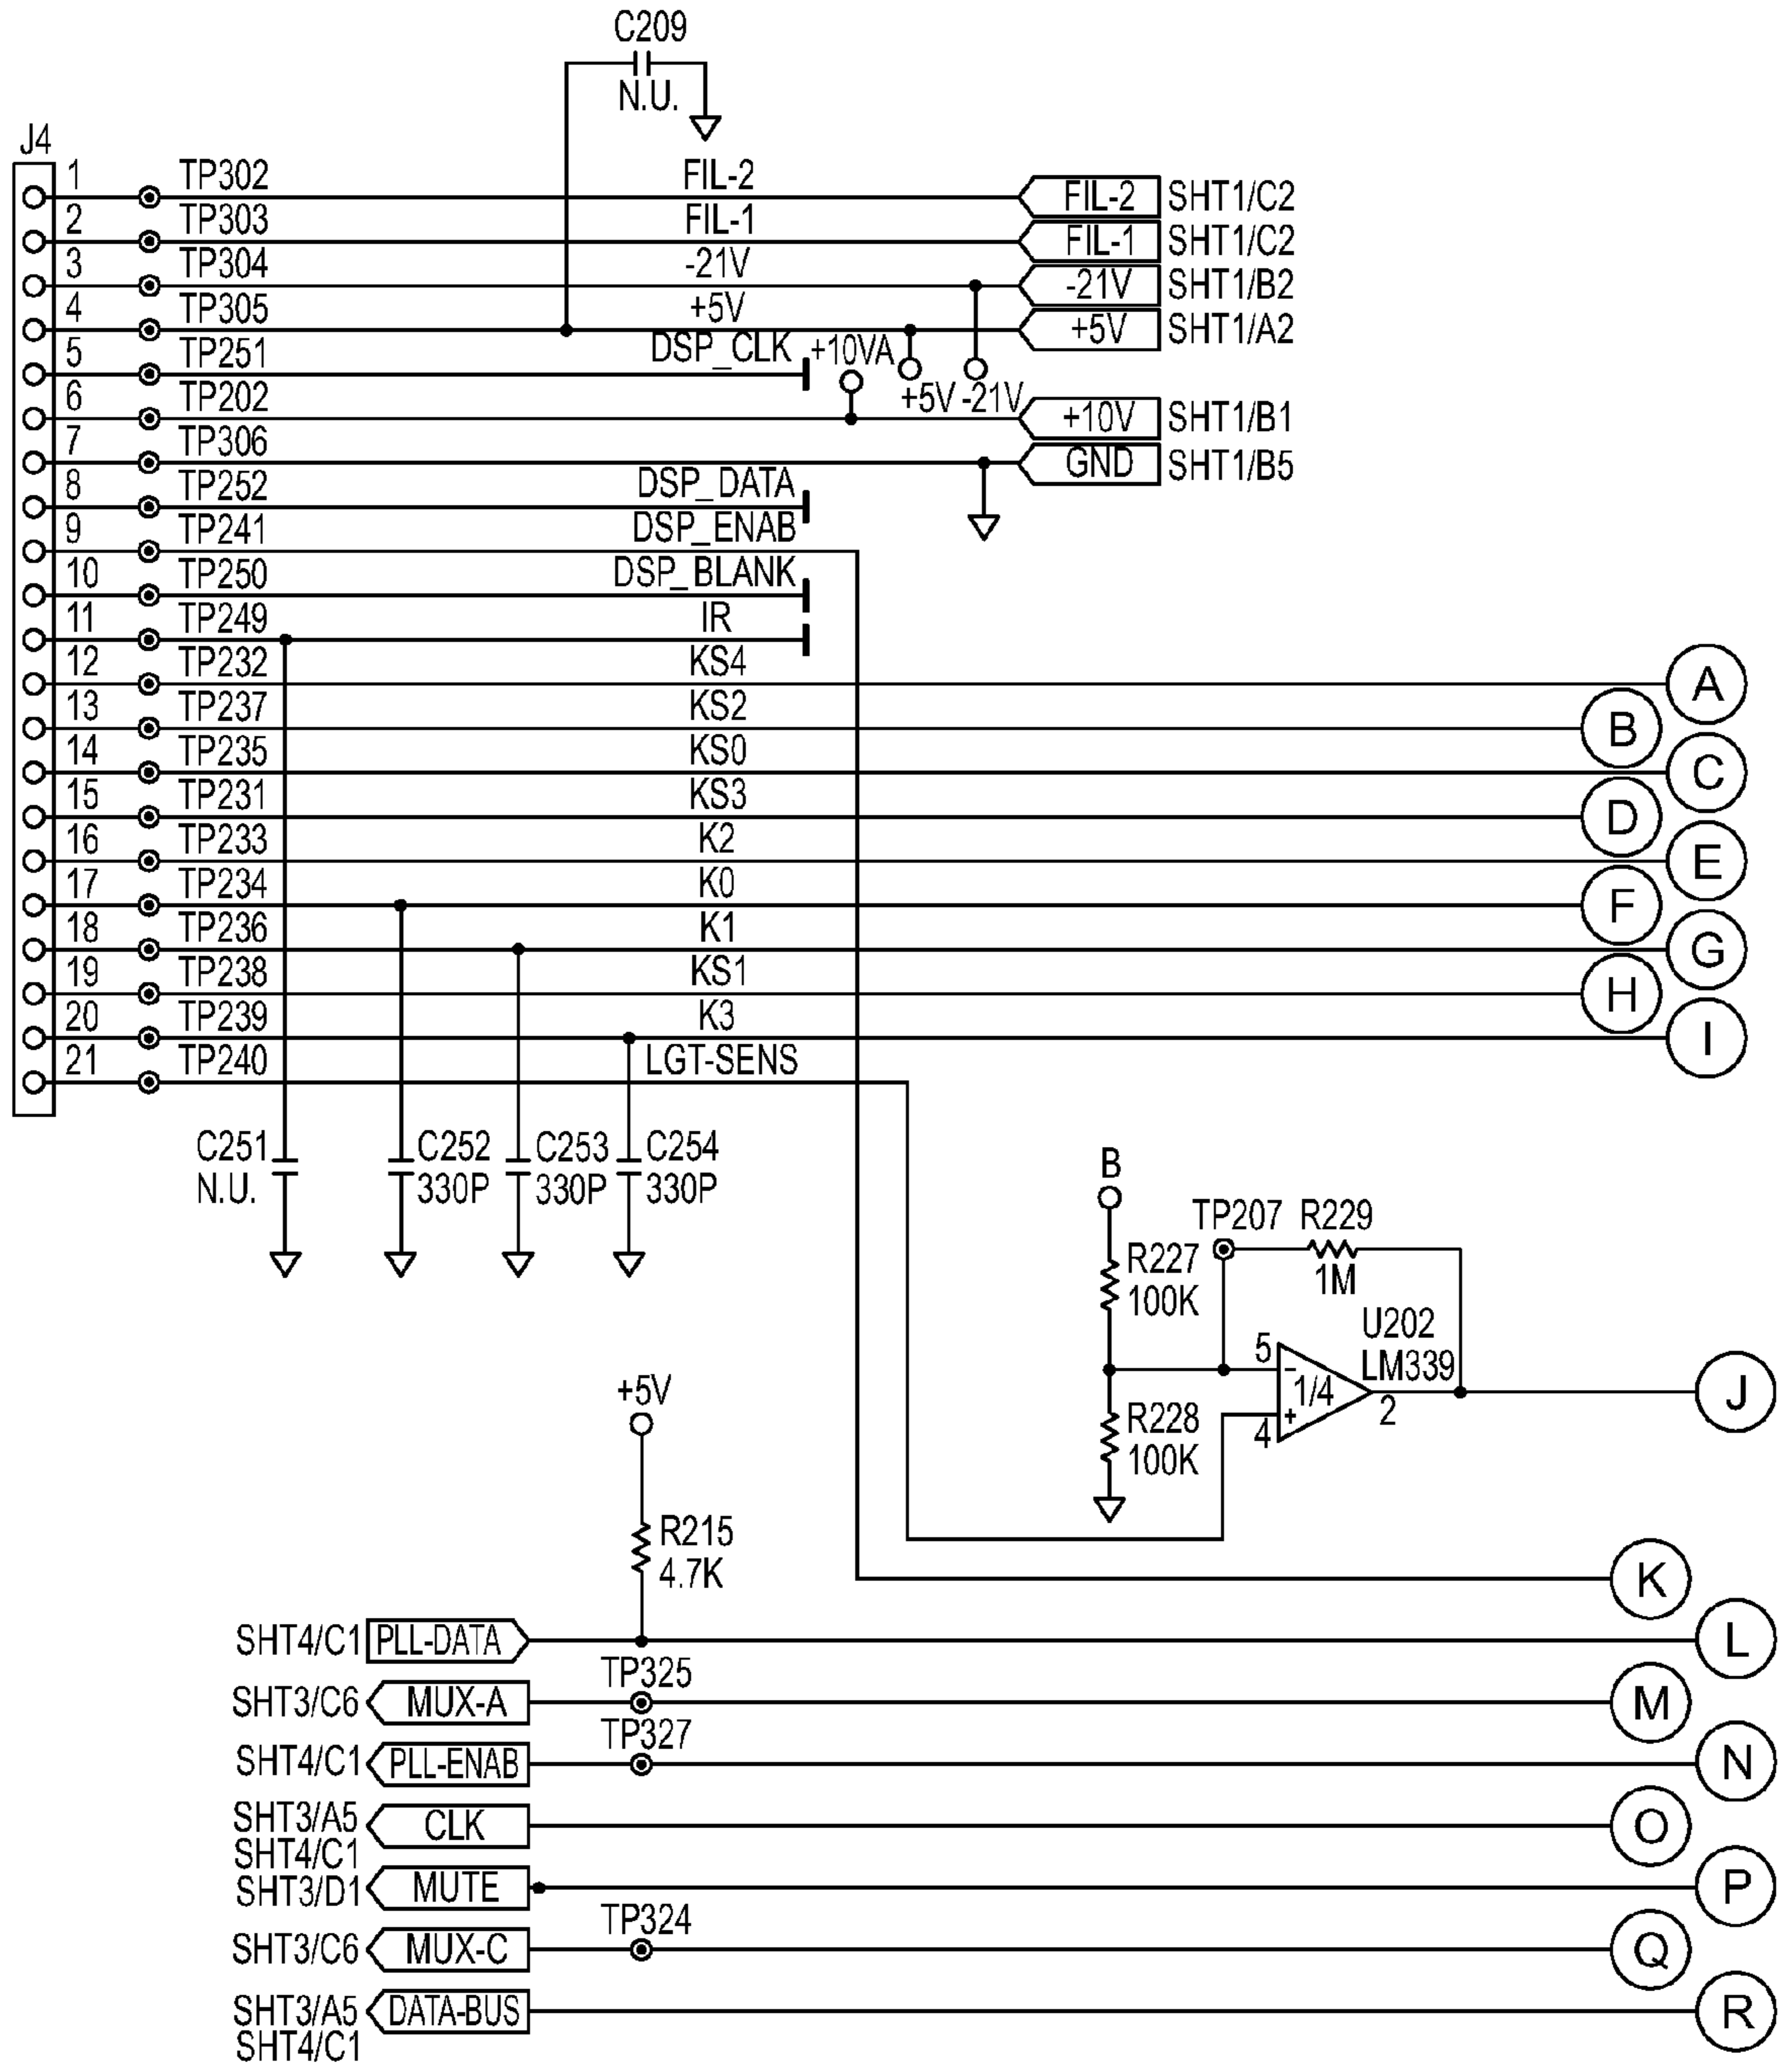 C209
N.U.
J4
1 TP302 FIL-2 FIL-2 SHT1/C2
2 TP303 FIL-1 FIL-1 SHT1/C2
3 TP304 -21V -21V SHT1/B2
4 TP305 +5V +5V SHT1/A2
5 TP251 DSP_CLK +10VA
6 TP202 +5V -21V +10V SHT1/B1
7 TP306 GND SHT1/B5
8 TP252 DSP_DATA
9 TP241 DSP_ENAB
10 TP250 DSP_BLANK
11 TP249 IR
12 TP232 KS4 A
13 TP237 KS2 B
14 TP235 KS0 C
15 TP231 KS3 D
16 TP233 K2 E
17 TP234 K0 F
18 TP236 K1 G
19 TP238 KS1 H
20 TP239 K3 I
21 TP240 LGT-SENS
C251 C252 C253 C254
N.U. 330P 330P 330P
B
TP207 R229
R227 1M
100K
U202
5 LM339
- 1/4
J
+5V
R228 4 + 2
100K
R215
4.7K
K
SHT4/C1 PLL-DATA L
TP325
SHT3/C6 MUX-A M
TP327
SHT4/C1 PLL-ENAB N
SHT3/A5 CLK O
SHT4/C1
SHT3/D1 MUTE P
TP324
SHT3/C6 MUX-C Q
SHT3/A5 DATA-BUS R
SHT4/C1